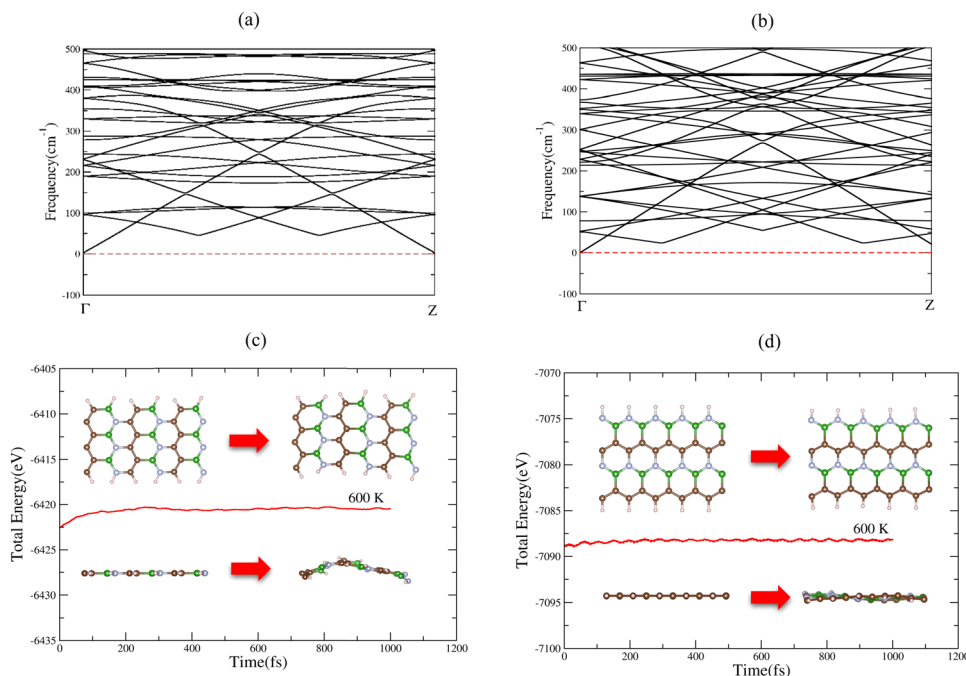 (a)
(b)
500
400
300
200
100
0
-100
Frequency(cm-1)
Γ
Z
500
400
300
200
100
0
-100
Frequency(cm-1)
Γ
Z
(c)
(d)
-6405
-6410
-6415
-6420
-6425
-6430
-6435
Total Energy(eV)
600 K
0
200
400
600
800
1000
1200
Time(fs)
-7070
-7075
-7080
-7085
-7090
-7095
-7100
Total Energy(eV)
600 K
0
200
400
600
800
1000
1200
Time(fs)